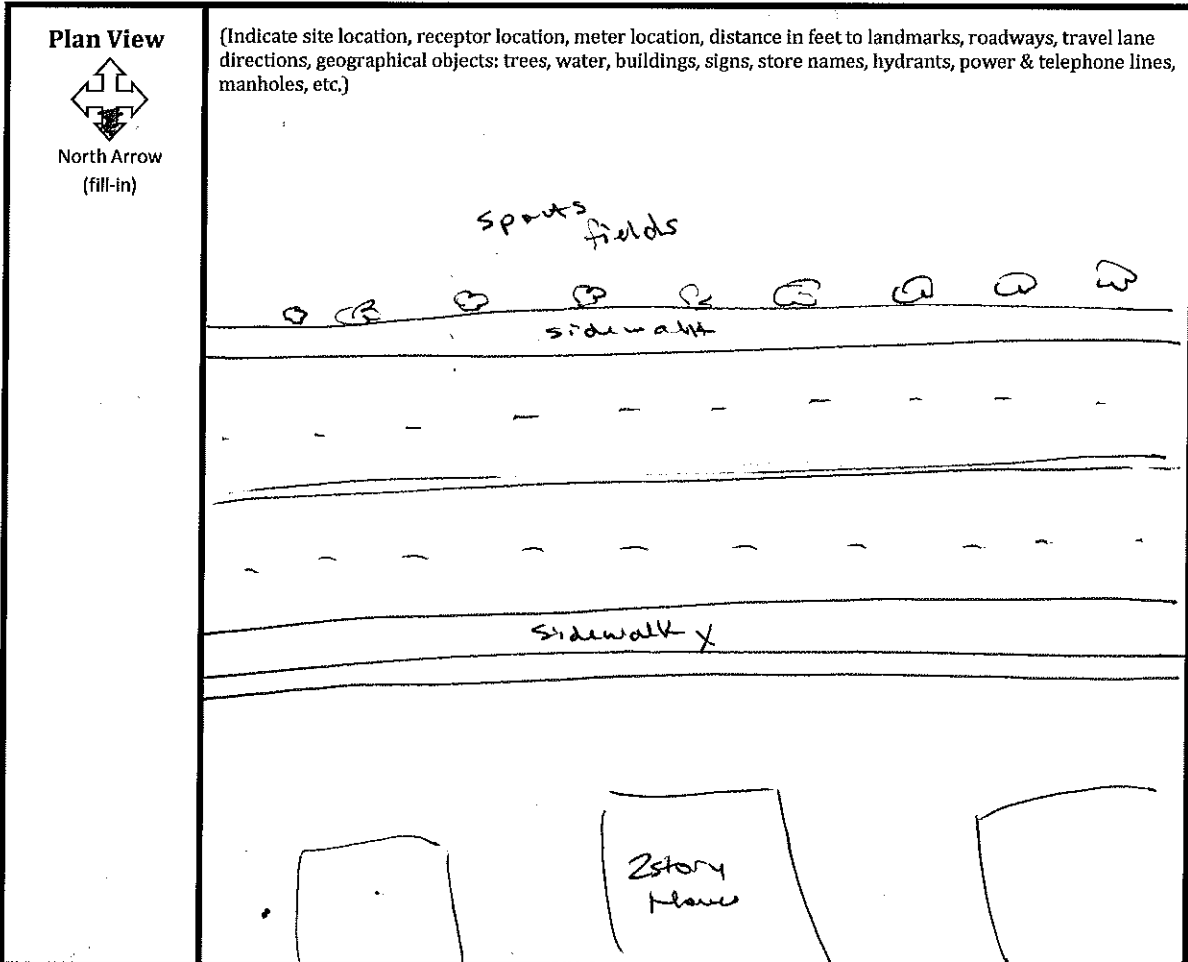 Plan View
North Arrow
(fill-in)
(Indicate site location, receptor location, meter location, distance in feet to landmarks, roadways, travel lane
directions, geographical objects: trees, water, buildings, signs, store names, hydrants, power & telephone lines,
manholes, etc.)
sports
fields
sidewalk
sidewalk X
2story